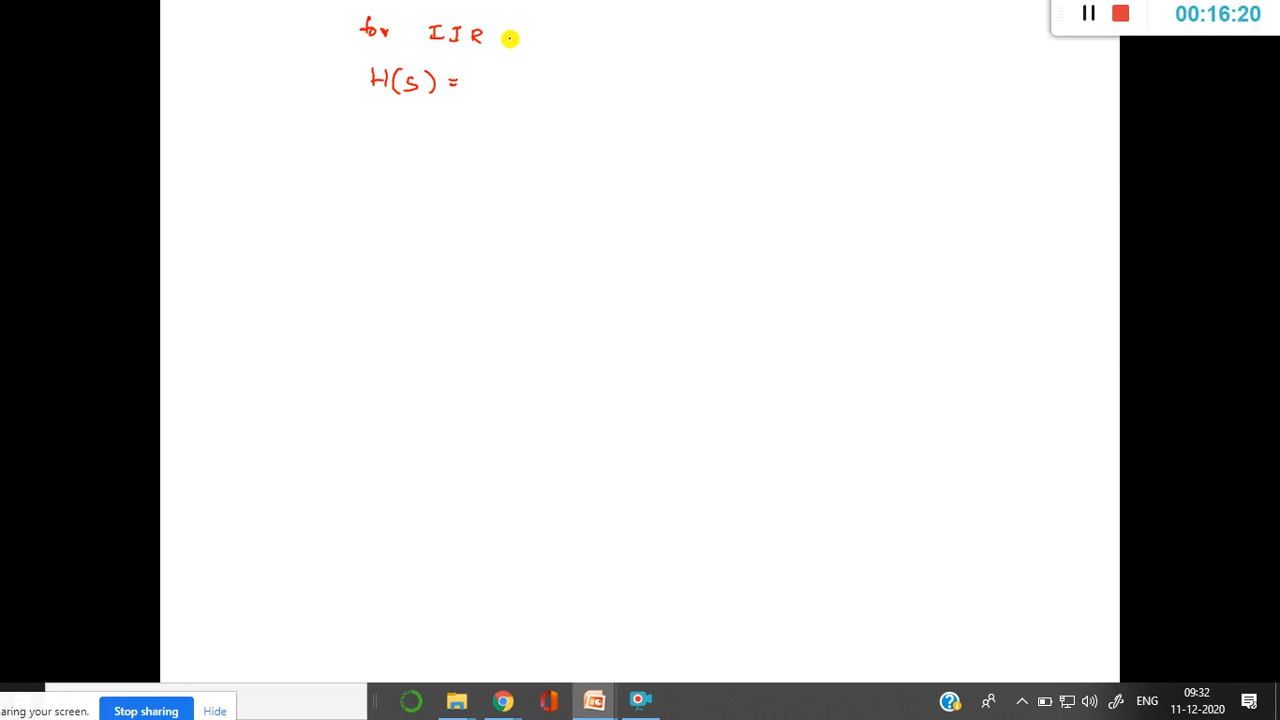 00:16:20
for IIR
H(s) =
aring your screen.
Stop sharing
Hide
ENG
09:32
11-12-2020